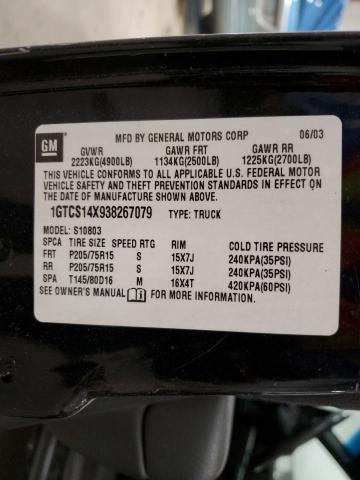 GM
MFD BY GENERAL MOTORS CORP 06/03
GVWR GAWR FRT GAWR RR
2223KG(4900LB) 1134KG(2500LB) 1225KG(2700LB)
THIS VEHICLE CONFORMS TO ALL APPLICABLE U.S. FEDERAL MOTOR
VEHICLE SAFETY AND THEFT PREVENTION STANDARDS IN EFFECT ON
THE DATE OF MANUFACTURE SHOWN ABOVE.
1GTCS14X938267079 TYPE: TRUCK
MODEL: S10803
SPCA TIRE SIZE SPEED RTG RIM COLD TIRE PRESSURE
FRT P205/75R15 S 15X7J 240KPA(35PSI)
RR P205/75R15 S 15X7J 240KPA(35PSI)
SPA T145/80D16 M 16X4T 420KPA(60PSI)
SEE OWNER'S MANUAL FOR MORE INFORMATION